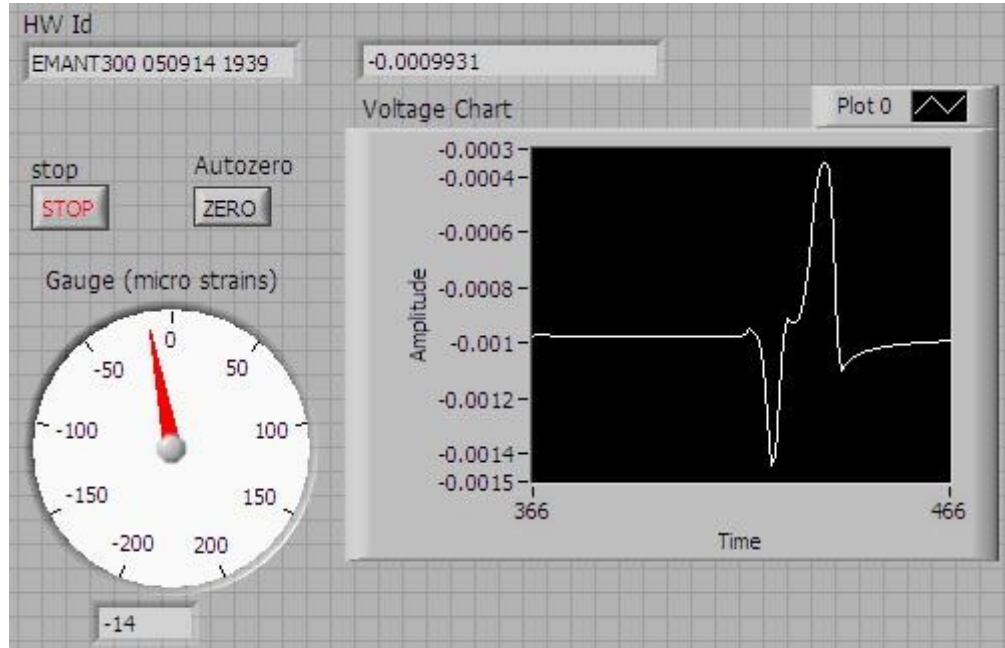 HW Id
EMANT300 050914 1939
-0.0009931
Voltage Chart
Plot 0
stop
STOP
Autozero
ZERO
Gauge (micro strains)
0
-50
50
-100
100
-150
150
-200
200
-14
-0.0003
-0.0004
-0.0006
-0.0008
-0.001
-0.0012
-0.0014
-0.0015
Amplitude
366
466
Time